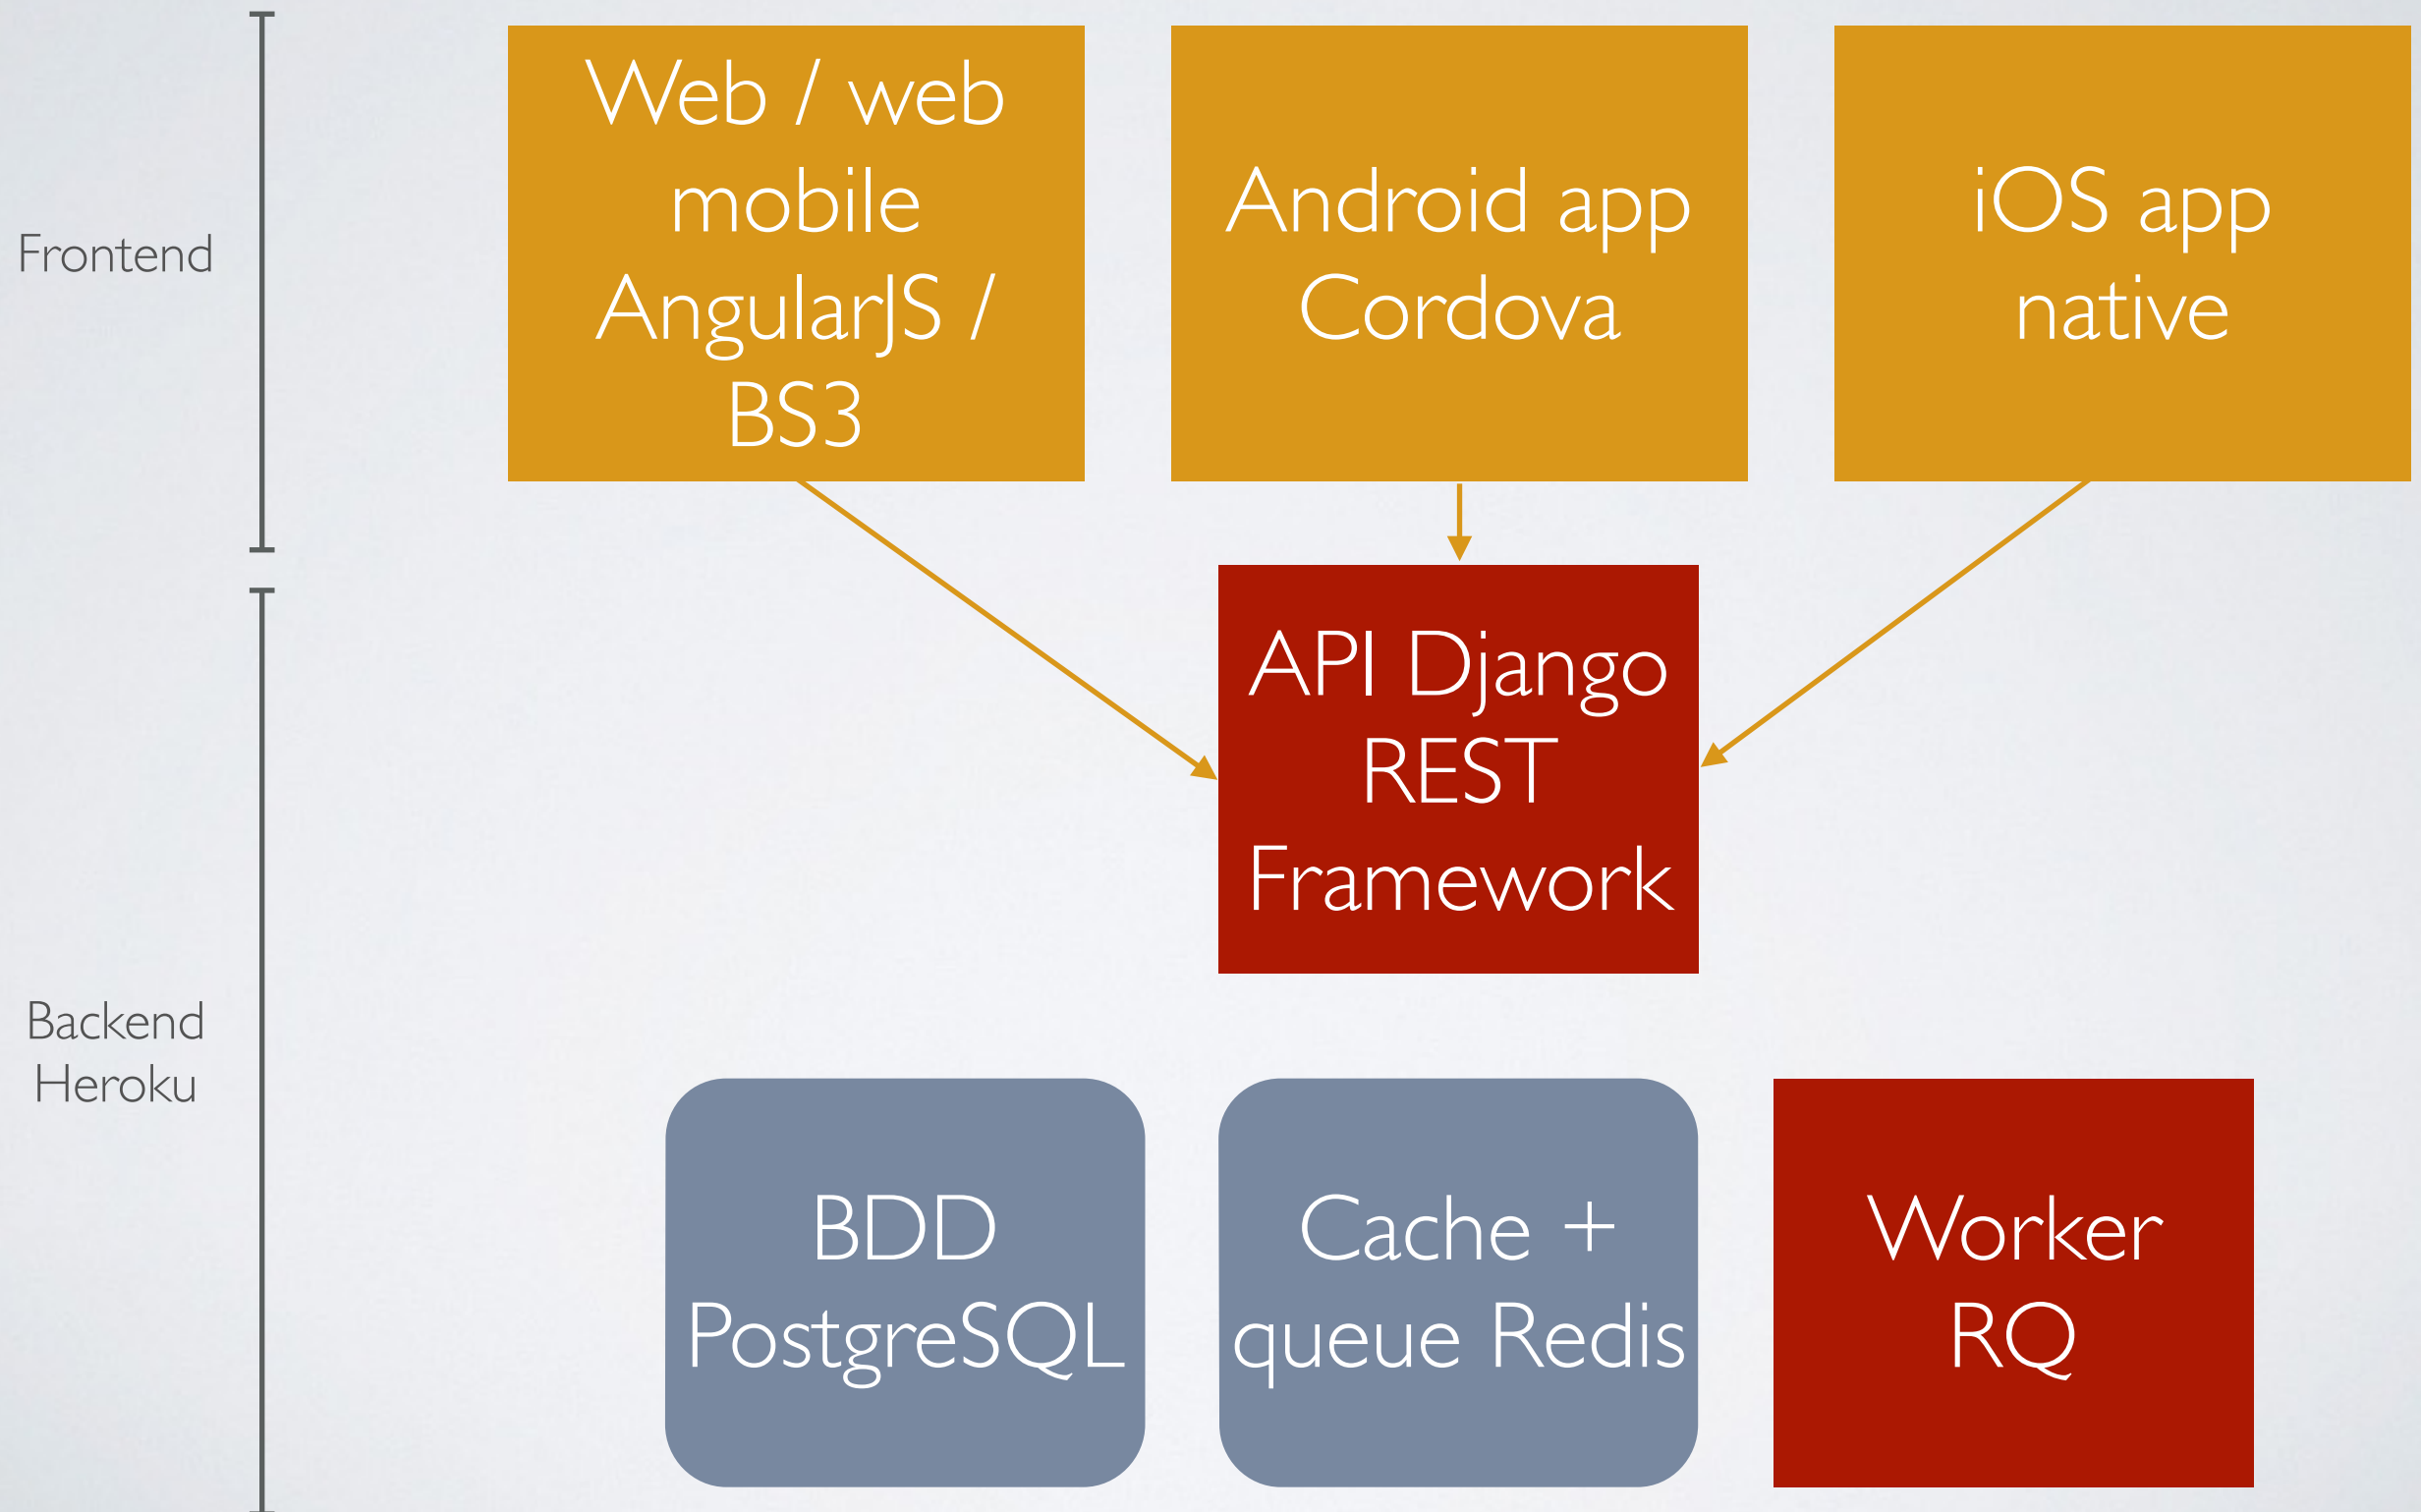 Frontend
Web / web
mobile
AngularJS /
BS3
Android app
Cordova
iOS app
native
API Django
REST
Framework
Backend
Heroku
BDD
PostgreSQL
Cache +
queue Redis
Worker
RQ